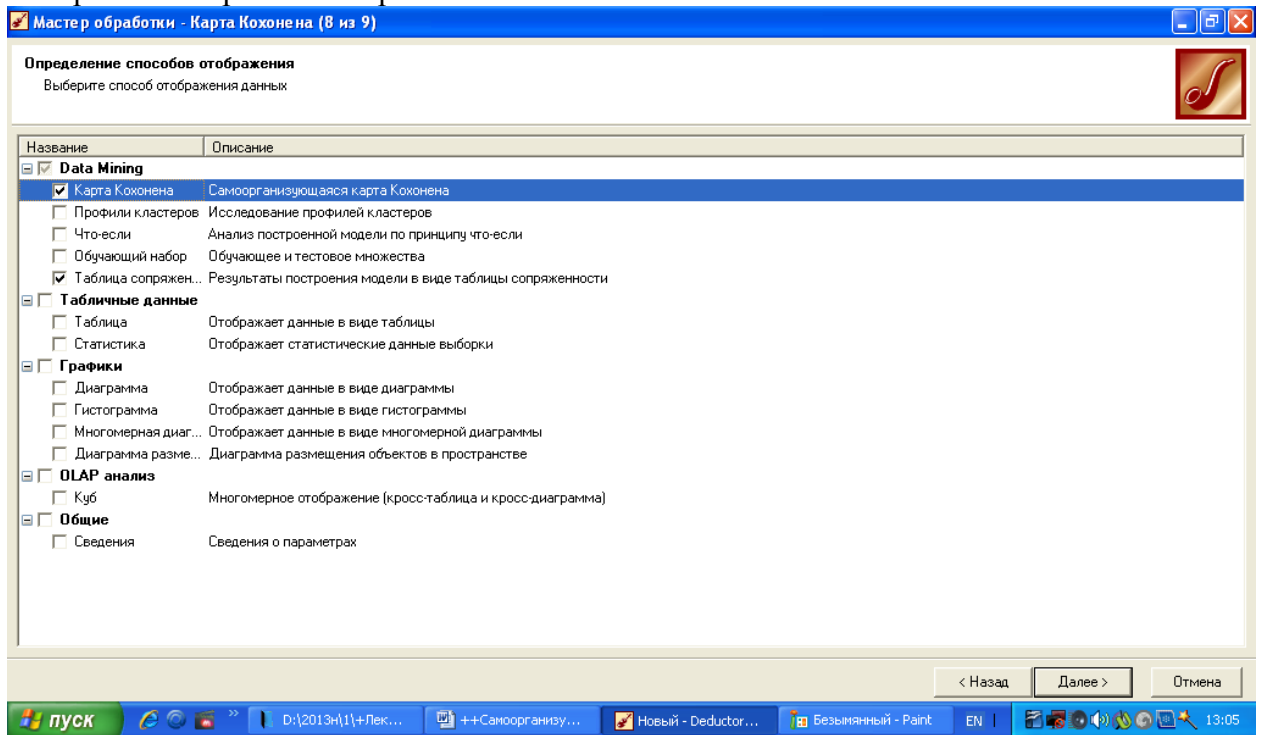 Мастер обработки - Карта Кохонена (8 из 9)
Определение способов отображения
Выберите способ отображения данных
Название Описание
Data Mining
Карта Кохонена Самоорганизующаяся карта Кохонена
Профили кластеров Исследование профилей кластеров
Что-если Анализ построенной модели по принципу что-если
Обучающий набор Обучающее и тестовое множества
Таблица сопряжен... Результаты построения модели в виде таблицы сопряженности
Табличные данные
Таблица Отображает данные в виде таблицы
Статистика Отображает статистические данные выборки
Графики
Диаграмма Отображает данные в виде диаграммы
Гистограмма Отображает данные в виде гистограммы
Многомерная диаг... Отображает данные в виде многомерной диаграммы
Диаграмма разме... Диаграмма размещения объектов в пространстве
OLAP анализ
Куб Многомерное отображение (кросс-таблица и кросс-диаграмма)
Общие
Сведения Сведения о параметрах
< Назад Далее > Отмена
пуск D:\2013н\1\+Лек... ++Самоорганизу... Новый - Deductor... Безымянный - Paint EN 13:05